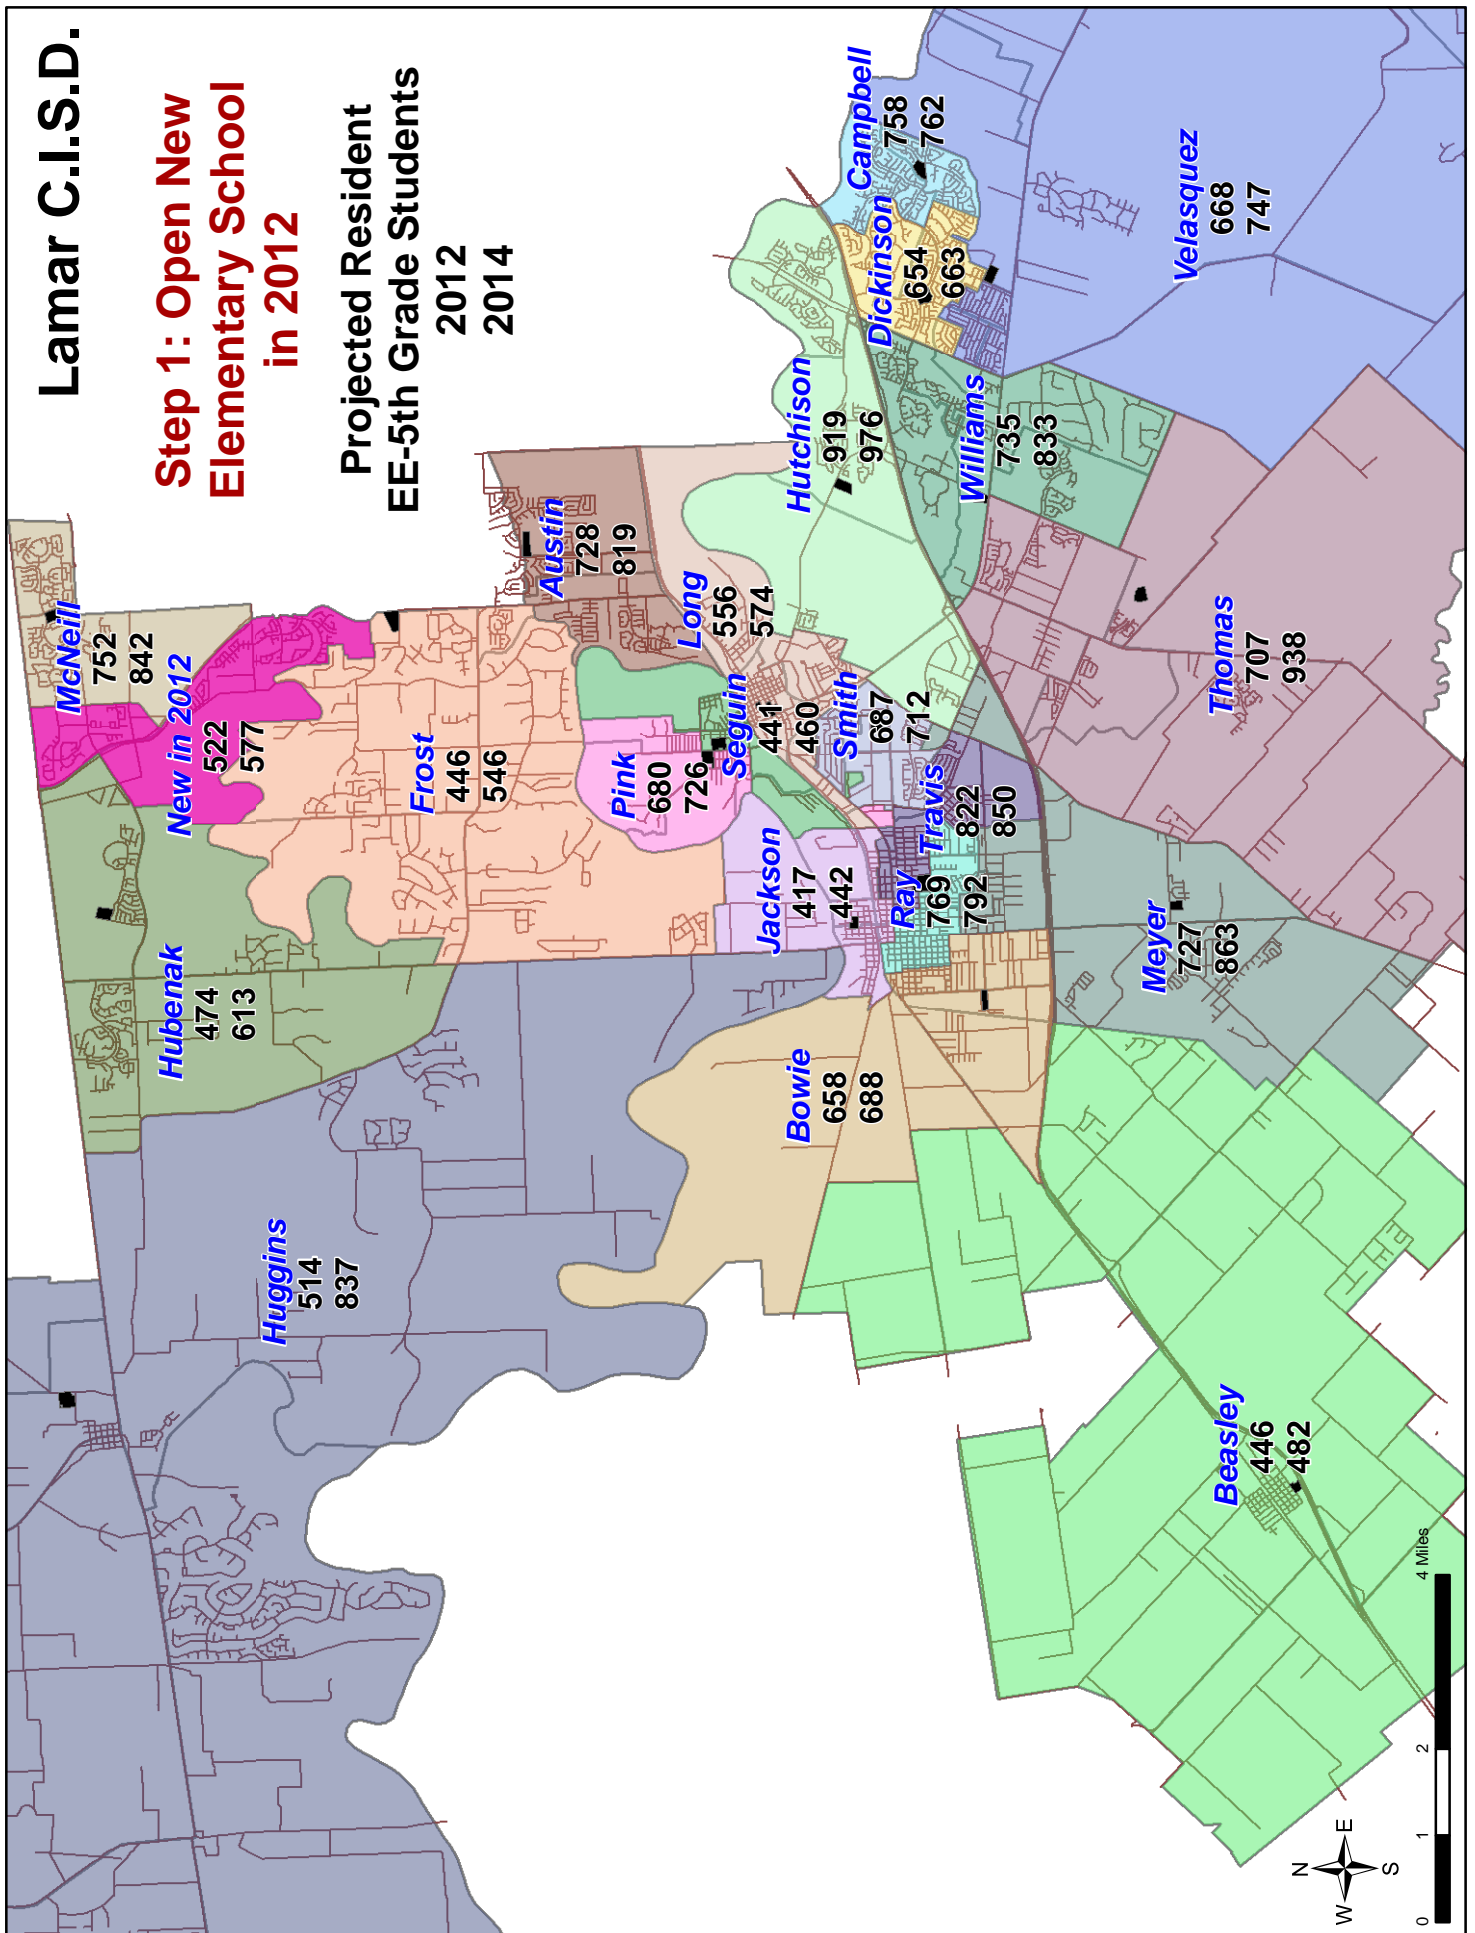 Lamar C.I.S.D.
Step 1: Open New
Elementary School
in 2012
Projected Resident
EE-5th Grade Students
2012
2014
McNeill
752
842
New in 2012
522
577
Hubenak
474
613
Huggins
514
837
Frost
446
546
Austin
728
819
Pink
680
726
Long
556
574
Seguin
441
460
Jackson
417
442
Bowie
658
688
Smith
687
712
Hutchison
919
976
Campbell
758
762
Dickinson
654
663
Ray
769
792
Travis
822
850
Williams
735
833
Velasquez
668
747
Thomas
707
938
Meyer
727
863
Beasley
446
482
N
W
E
S
0
1
2
4 Miles